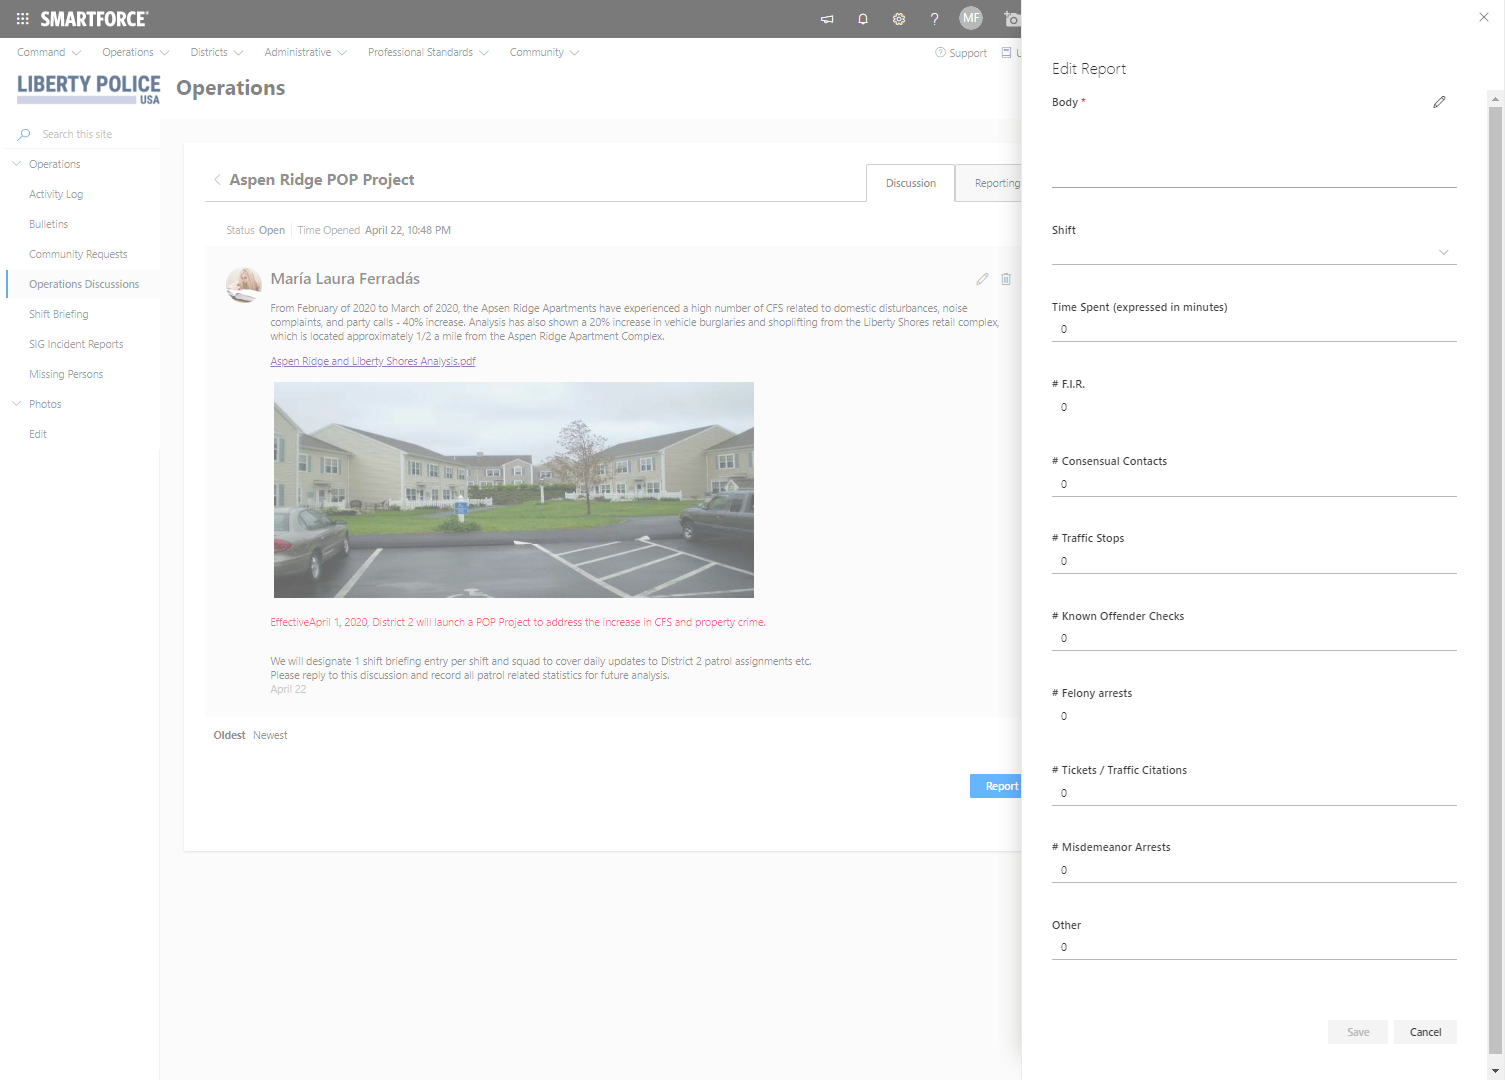 SMARTFORCE®
MF
Command Operations Districts Administrative Professional Standards Community
Support
LIBERTY POLICE
USA
Operations
Search this site
Operations
Activity Log
Bulletins
Community Requests
Operations Discussions
Shift Briefing
SIG Incident Reports
Missing Persons
Photos
Edit
Aspen Ridge POP Project
Discussion
Reporting
Status Open Time Opened April 22, 10:48 PM
María Laura Ferradás
From February of 2020 to March of 2020, the Apsen Ridge Apartments have experienced a high number of CFS related to domestic disturbances, noise
complaints, and party calls - 40% increase. Analysis has also shown a 20% increase in vehicle burglaries and shoplifting from the Liberty Shores retail complex,
which is located approximately 1/2 a mile from the Aspen Ridge Apartment Complex.
Aspen Ridge and Liberty Shores Analysis.pdf
EffectiveApril 1, 2020, District 2 will launch a POP Project to address the increase in CFS and property crime.
We will designate 1 shift briefing entry per shift and squad to cover daily updates to District 2 patrol assignments etc.
Please reply to this discussion and record all patrol related statistics for future analysis.
April 22
Oldest Newest
Report
Edit Report
Body *
Shift
Time Spent (expressed in minutes)
0
# F.I.R.
0
# Consensual Contacts
0
# Traffic Stops
0
# Known Offender Checks
0
# Felony arrests
0
# Tickets / Traffic Citations
0
# Misdemeanor Arrests
0
Other
0
Save
Cancel